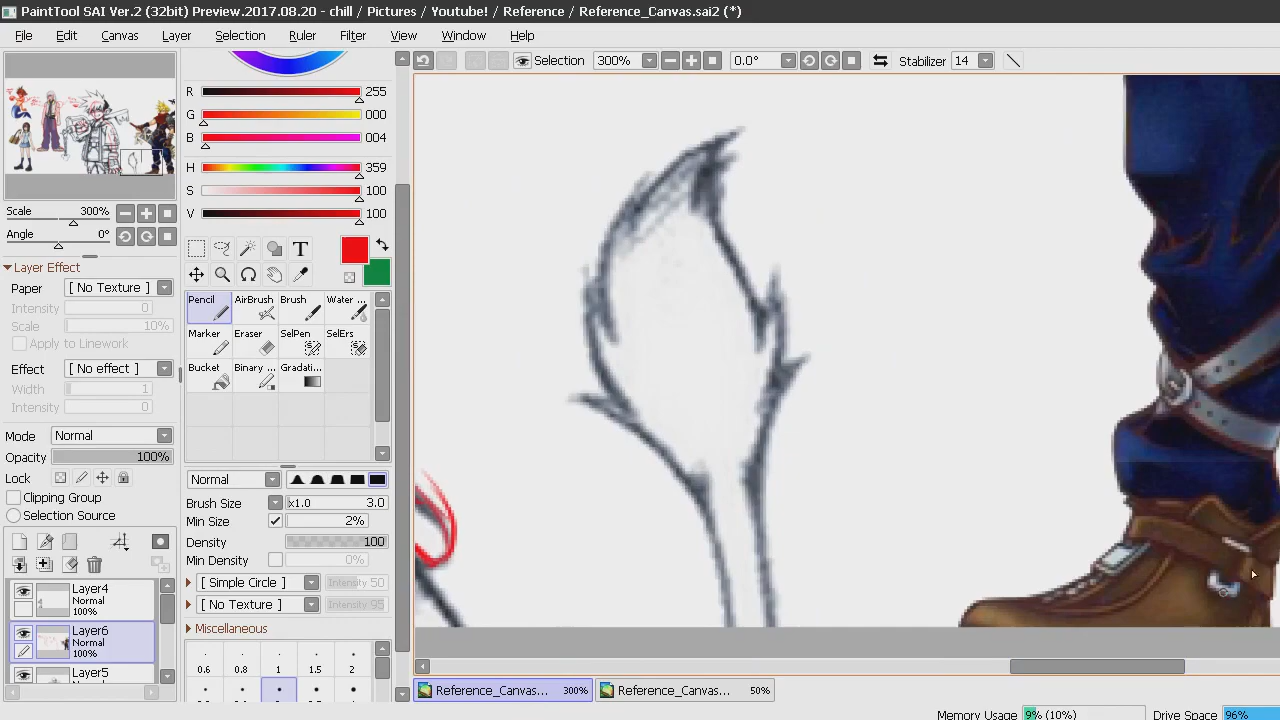 PaintTool SAI Ver.2 (32bit) Preview.2017.08.20 - chill / Pictures / Youtube! / Reference / Reference_Canvas.sai2 (*)
File Edit Canvas Layer Selection Ruler Filter View Window Help
Selection 300% 0.0° Stabilizer 14
R 255
G 000
B 004
H 359
S 100
V 100
Scale 300%
Angle 0°
Layer Effect
Paper [ No Texture ]
Intensity 0
Scale 10%
Apply to Linework
Effect [ No effect ]
Width 1
Intensity 0
Mode Normal
Opacity 100%
Lock
Clipping Group
Selection Source
Layer4
Normal
100%
Layer6
Normal
100%
Layer5
Normal
T
Pencil AirBrush Brush Water ...
Marker Eraser SelPen SelErs
Bucket Binary ... Gradati...
Normal
Brush Size x1.0 3.0
Min Size 2%
Density 100
Min Density 0%
[ Simple Circle ] Intensity 50
[ No Texture ] Intensity 95
Miscellaneous
0.6 0.8 1 1.5 2
Reference_Canvas... 300% Reference_Canvas... 50%
Memory Usage 9% (10%) Drive Space 96%